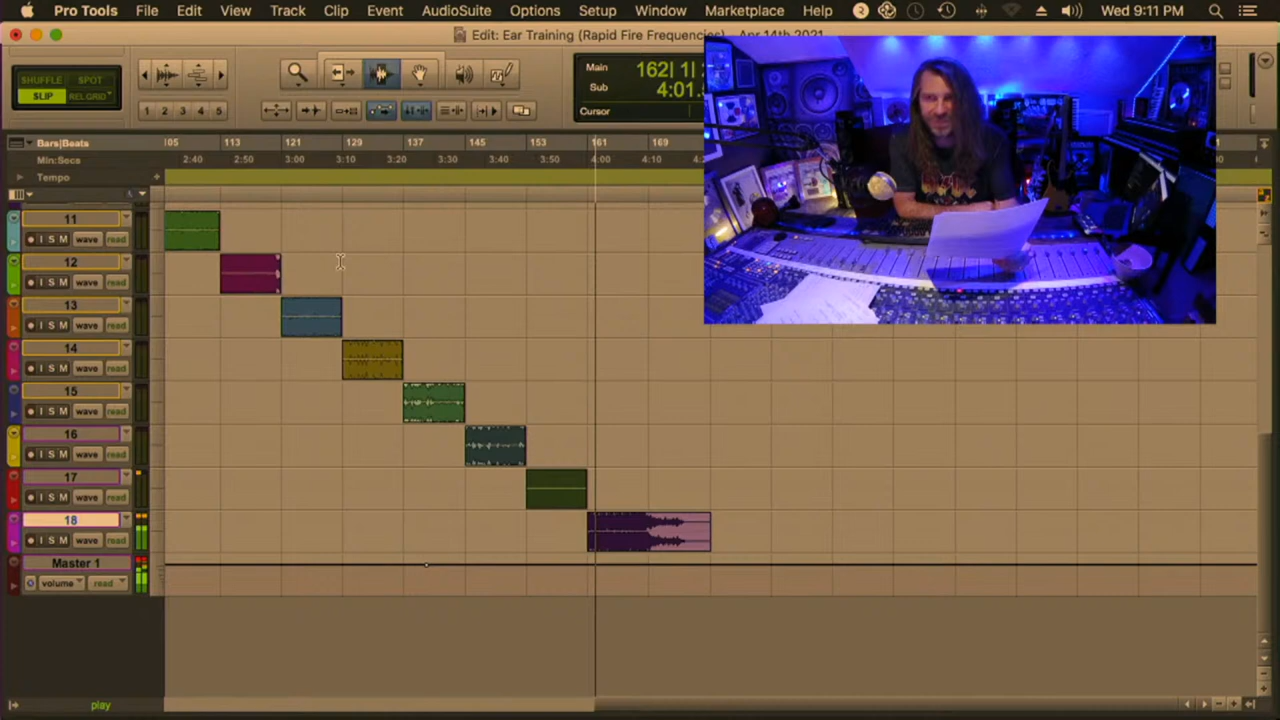 Pro Tools File Edit View Track Clip Event AudioSuite Options Setup Window Marketplace Help Wed 9:11 PM
Edit: Ear Training (Rapid Fire Frequencies) - Apr 14th 2021
SHUFFLE SPOT
SLIP REL GRID
1 2 3 4 5
Main 162| 1|
Sub 4:01.
Cursor
Bars|Beats 105 113 121 129 137 145 153 161 169
Min:Secs 2:40 2:50 3:00 3:10 3:20 3:30 3:40 3:50 4:00
Tempo
11
I S M wave read
12
I S M wave read
13
I S M wave read
14
I S M wave read
15
I S M wave read
16
I S M wave read
17
I S M wave read
18
I S M wave read
Master 1
volume read
play